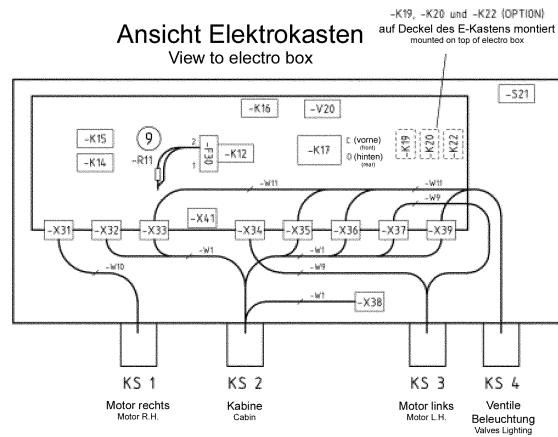 Ansicht Elektrokasten
View to electro box
-K19, -K20 und -K22 (OPTION)
auf Deckel des E-Kastens montiert
mounted on top of electro box
-S21
-K16
-V20
-K15
-K14
9
-R11
2
1
-F30
-K12
-K17
C (vorne)
(front)
D (hinten)
(rear)
-K19
-K20
-K22
-W11
-W11
-W9
-X41
-X31
-X32
-X33
-X34
-X35
-X36
-X37
-X39
-W10
-W1
-W9
-W1
-W1
-X38
KS 1
KS 2
KS 3
KS 4
Motor rechts
Motor R.H.
Kabine
Cabin
Motor links
Motor L.H.
Ventile
Beleuchtung
Valves Lighting